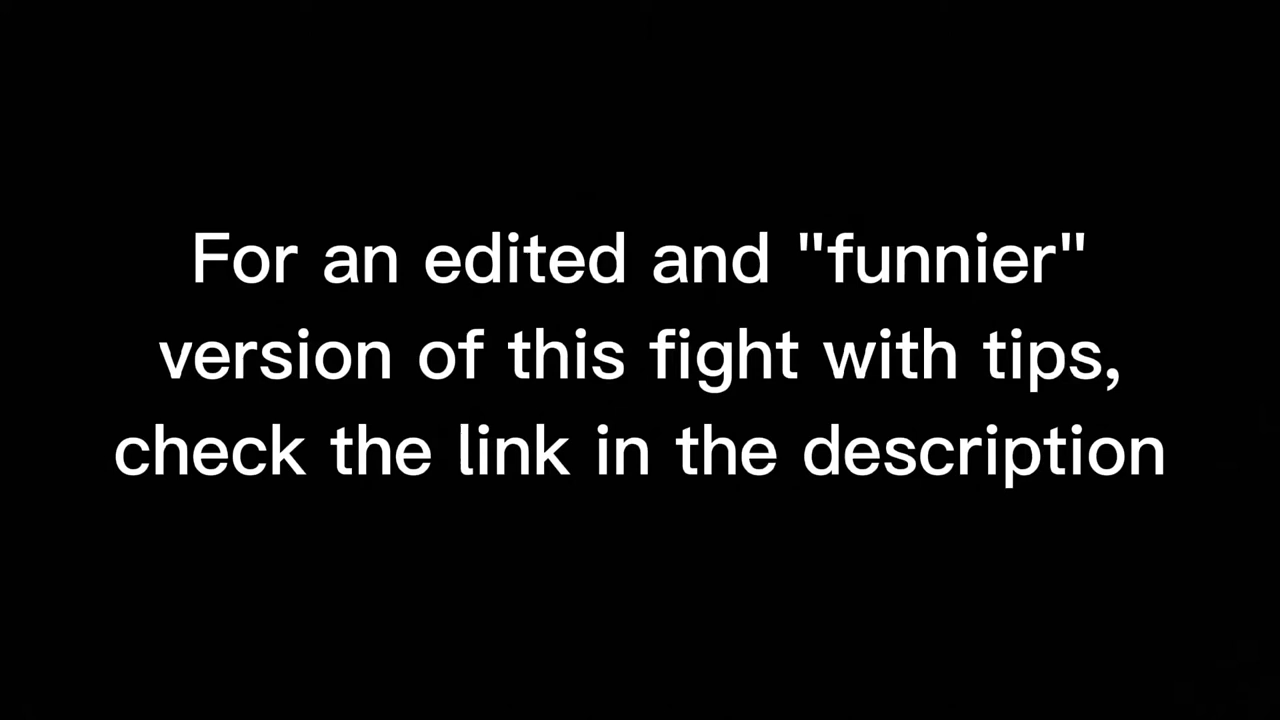 For an edited and "funnier"
version of this fight with tips,
check the link in the description